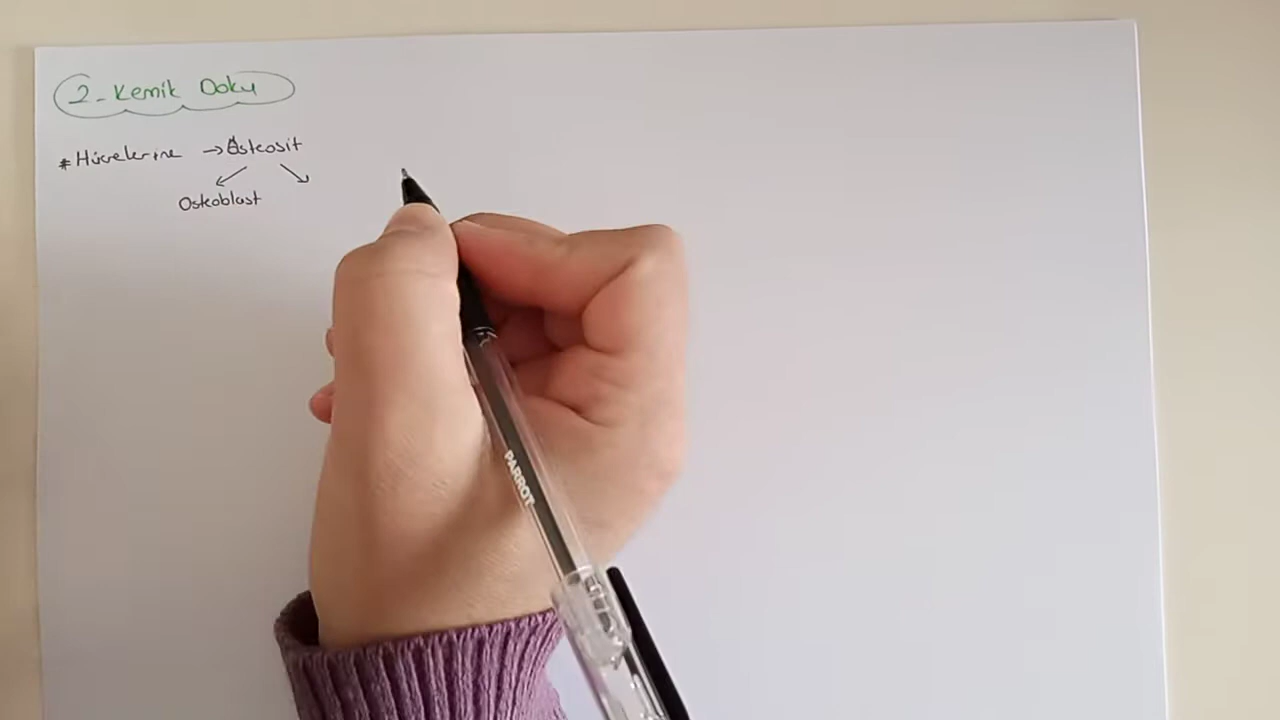 2- Kemik Doku
* Hücrelerine → Osteosit
Osteoblast
PARROT